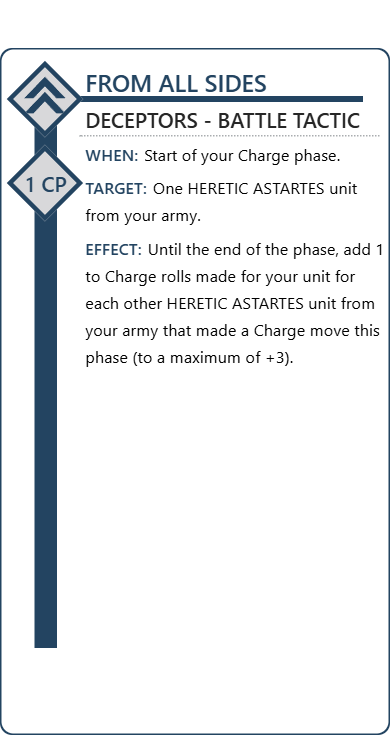 FROM ALL SIDES
DECEPTORS - BATTLE TACTIC
WHEN: Start of your Charge phase.
1 CP
TARGET: One HERETIC ASTARTES unit
from your army.
EFFECT: Until the end of the phase, add 1
to Charge rolls made for your unit for
each other HERETIC ASTARTES unit from
your army that made a Charge move this
phase (to a maximum of +3).